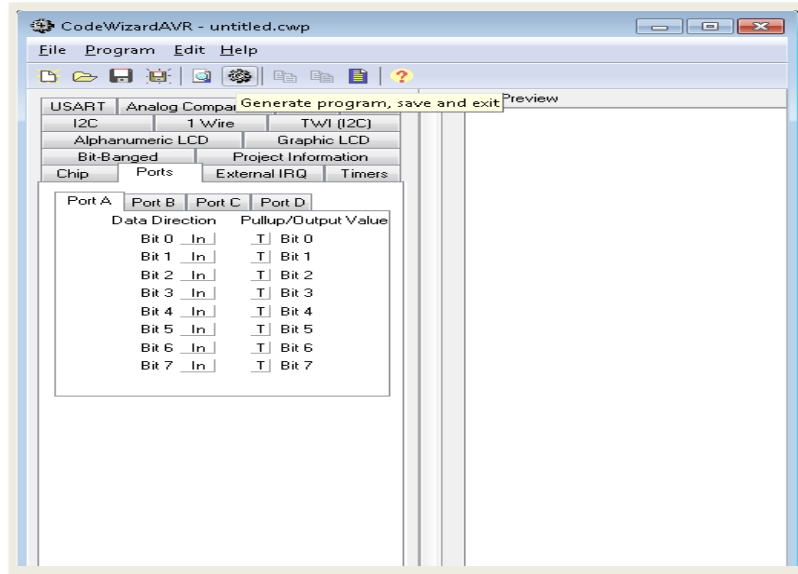 CodeWizardAVR - untitled.cwp
File Program Edit Help
Generate program, save and exit
Preview
USART Analog Compa
I2C 1 Wire TWI (I2C)
Alphanumeric LCD Graphic LCD
Bit-Banged Project Information
Chip Ports External IRQ Timers
Port A Port B Port C Port D
Data Direction Pullup/Output Value
Bit 0 In T Bit 0
Bit 1 In T Bit 1
Bit 2 In T Bit 2
Bit 3 In T Bit 3
Bit 4 In T Bit 4
Bit 5 In T Bit 5
Bit 6 In T Bit 6
Bit 7 In T Bit 7